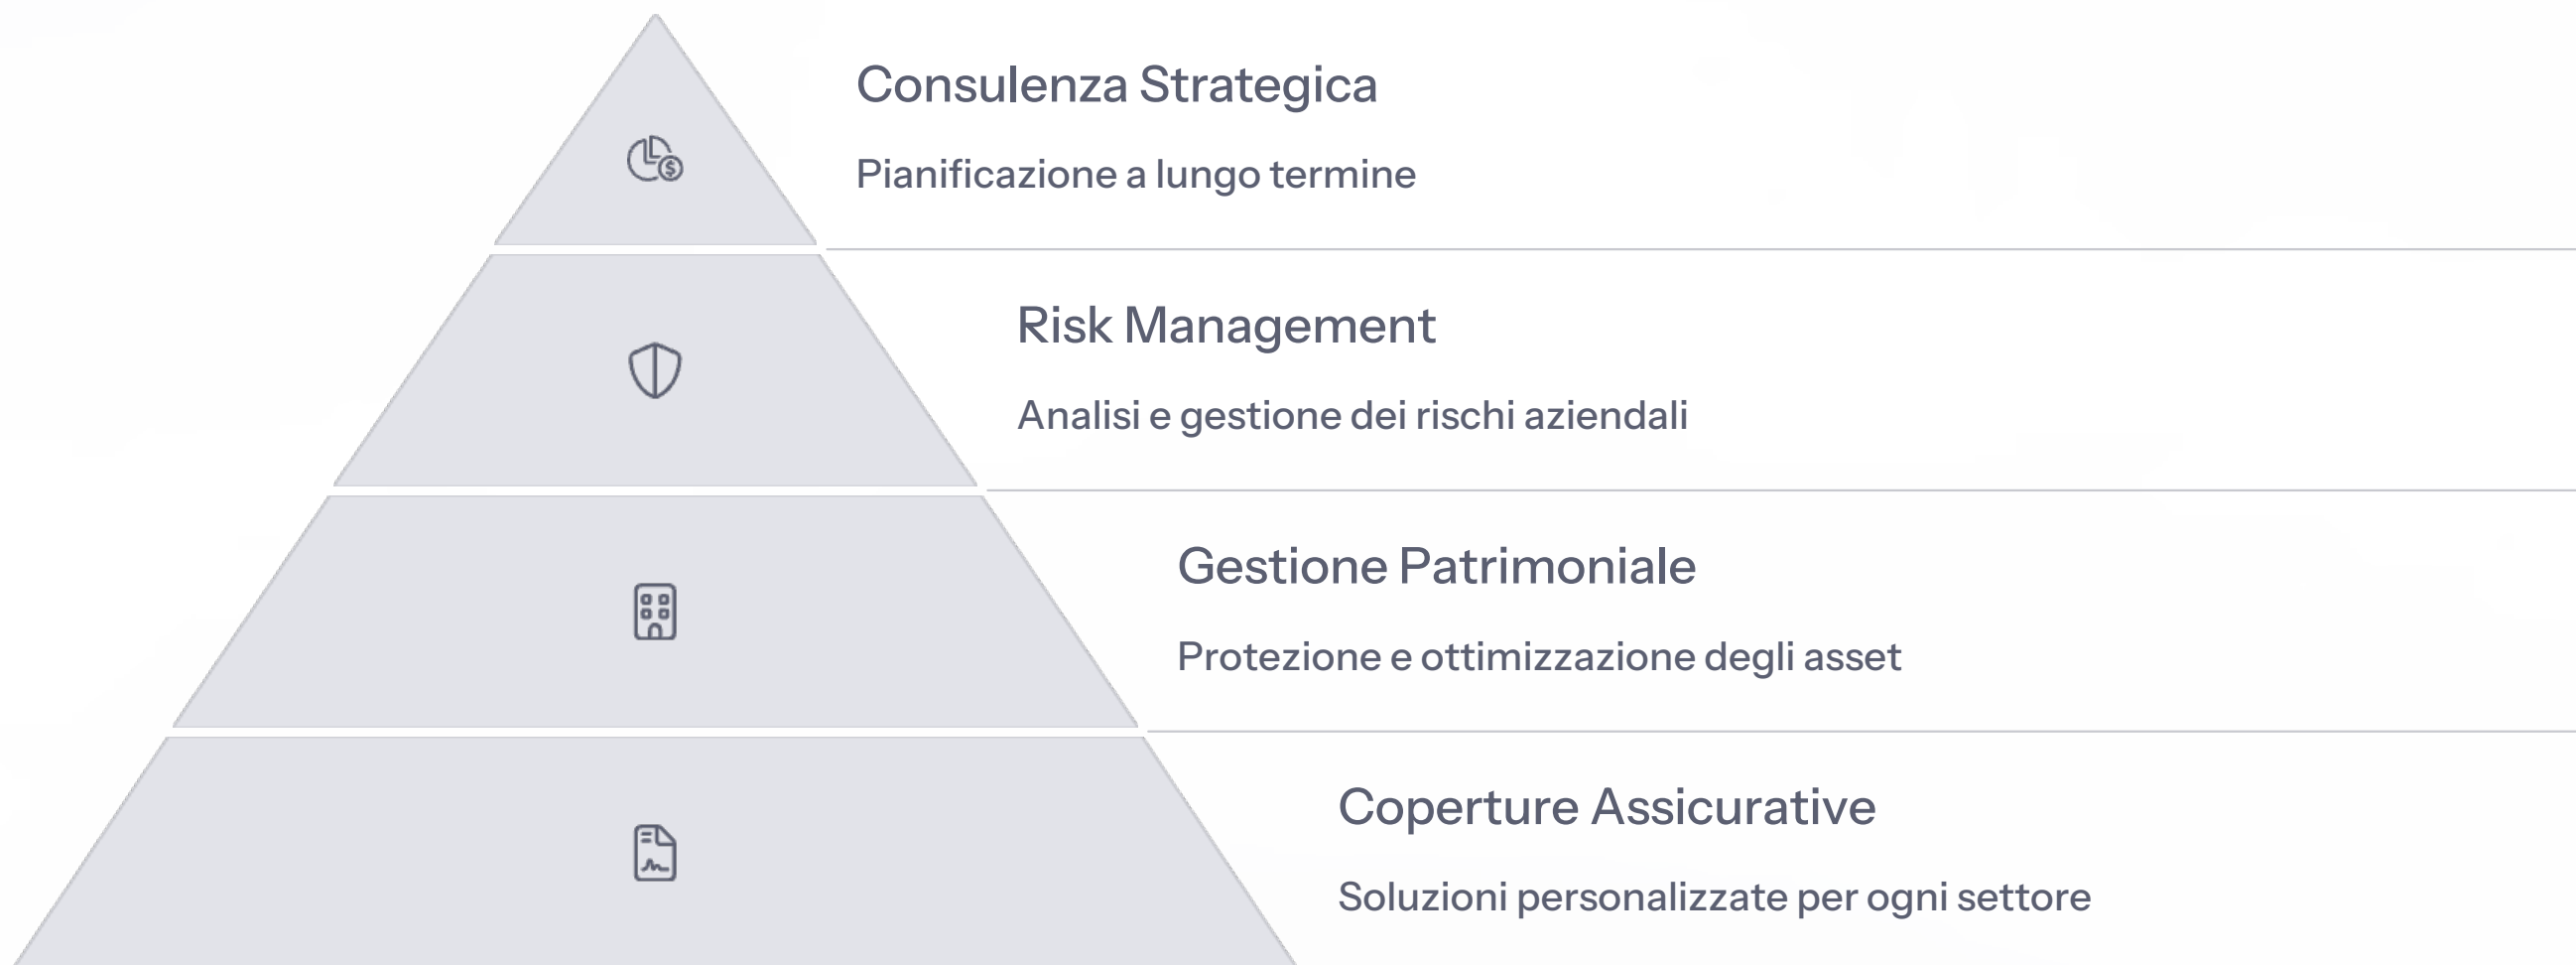 Consulenza Strategica
Pianificazione a lungo termine
Risk Management
Analisi e gestione dei rischi aziendali
Gestione Patrimoniale
Protezione e ottimizzazione degli asset
Coperture Assicurative
Soluzioni personalizzate per ogni settore